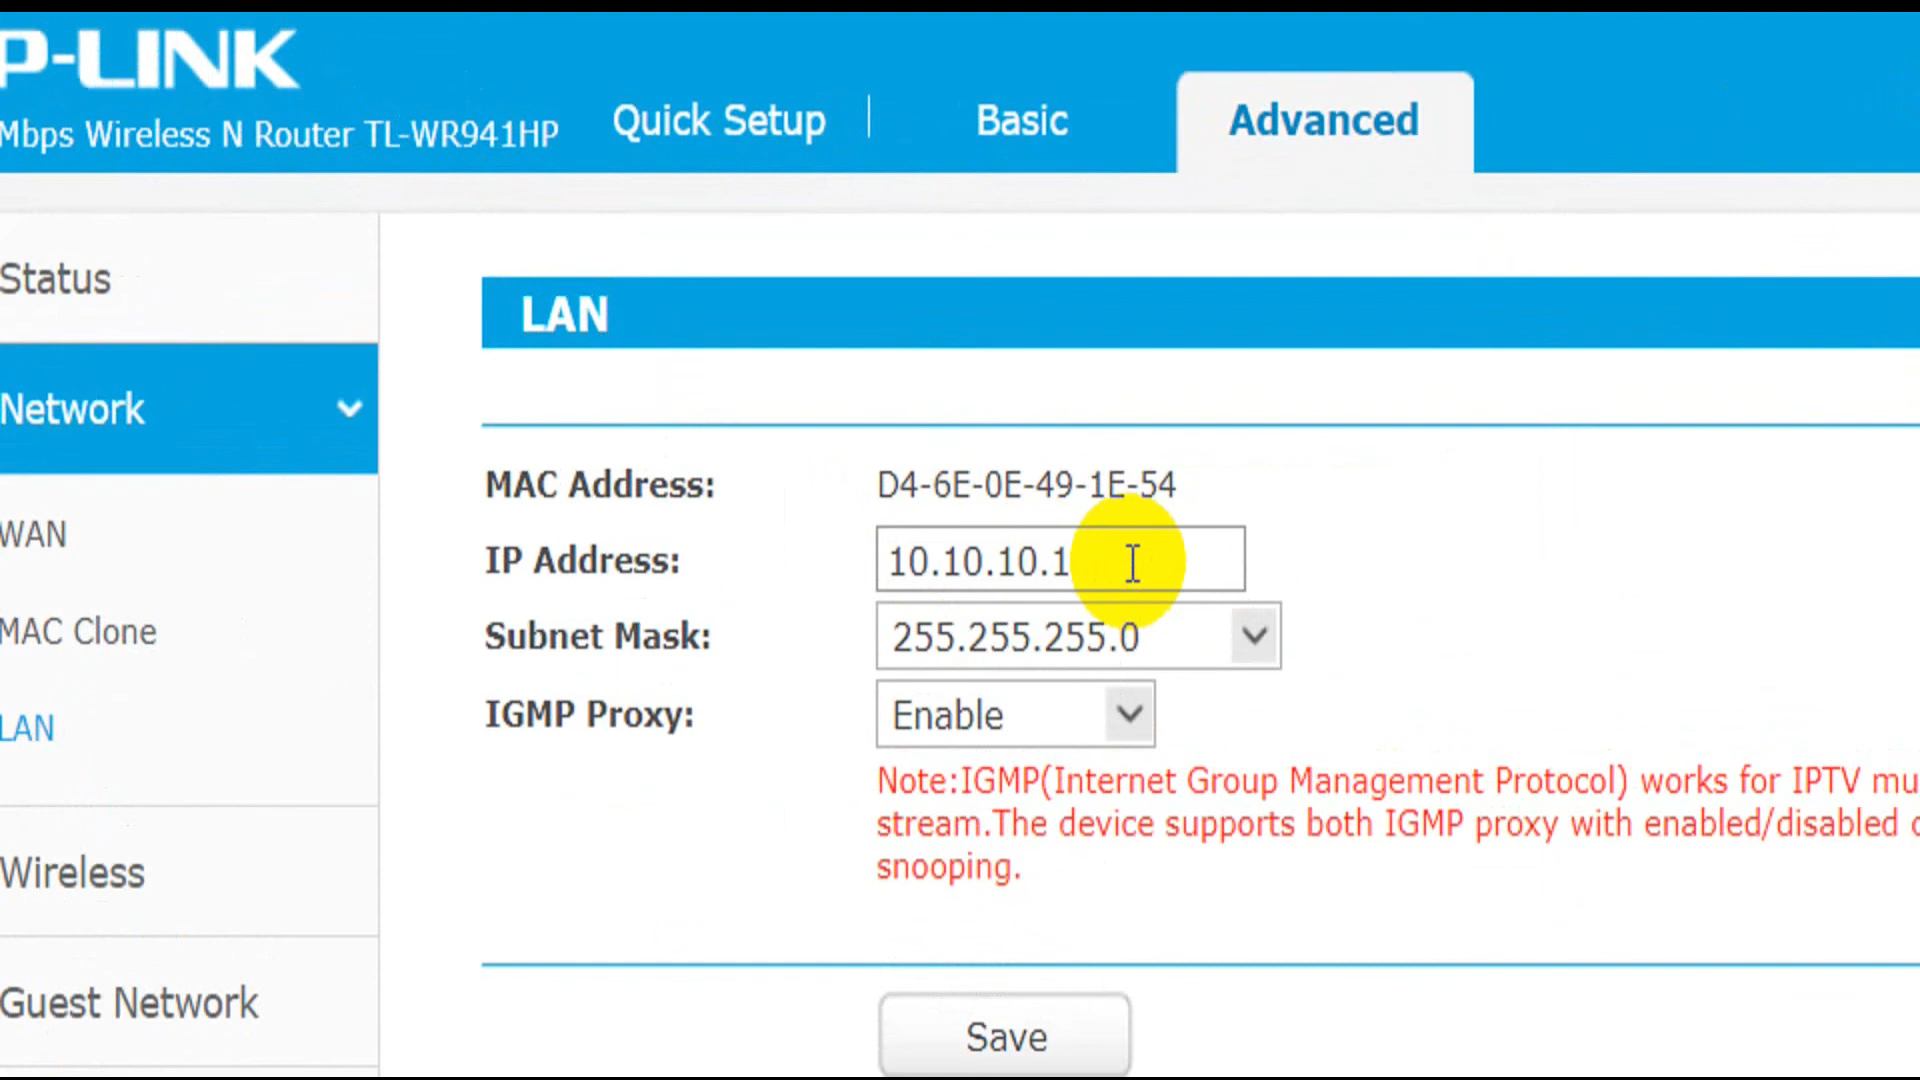 P-LINK
Mbps Wireless N Router TL-WR941HP
Quick Setup
Basic
Advanced
Status
Network
WAN
MAC Clone
LAN
Wireless
Guest Network
LAN
MAC Address: D4-6E-0E-49-1E-54
IP Address: 10.10.10.1
Subnet Mask: 255.255.255.0
IGMP Proxy: Enable
Note:IGMP(Internet Group Management Protocol) works for IPTV mu
stream.The device supports both IGMP proxy with enabled/disabled
snooping.
Save